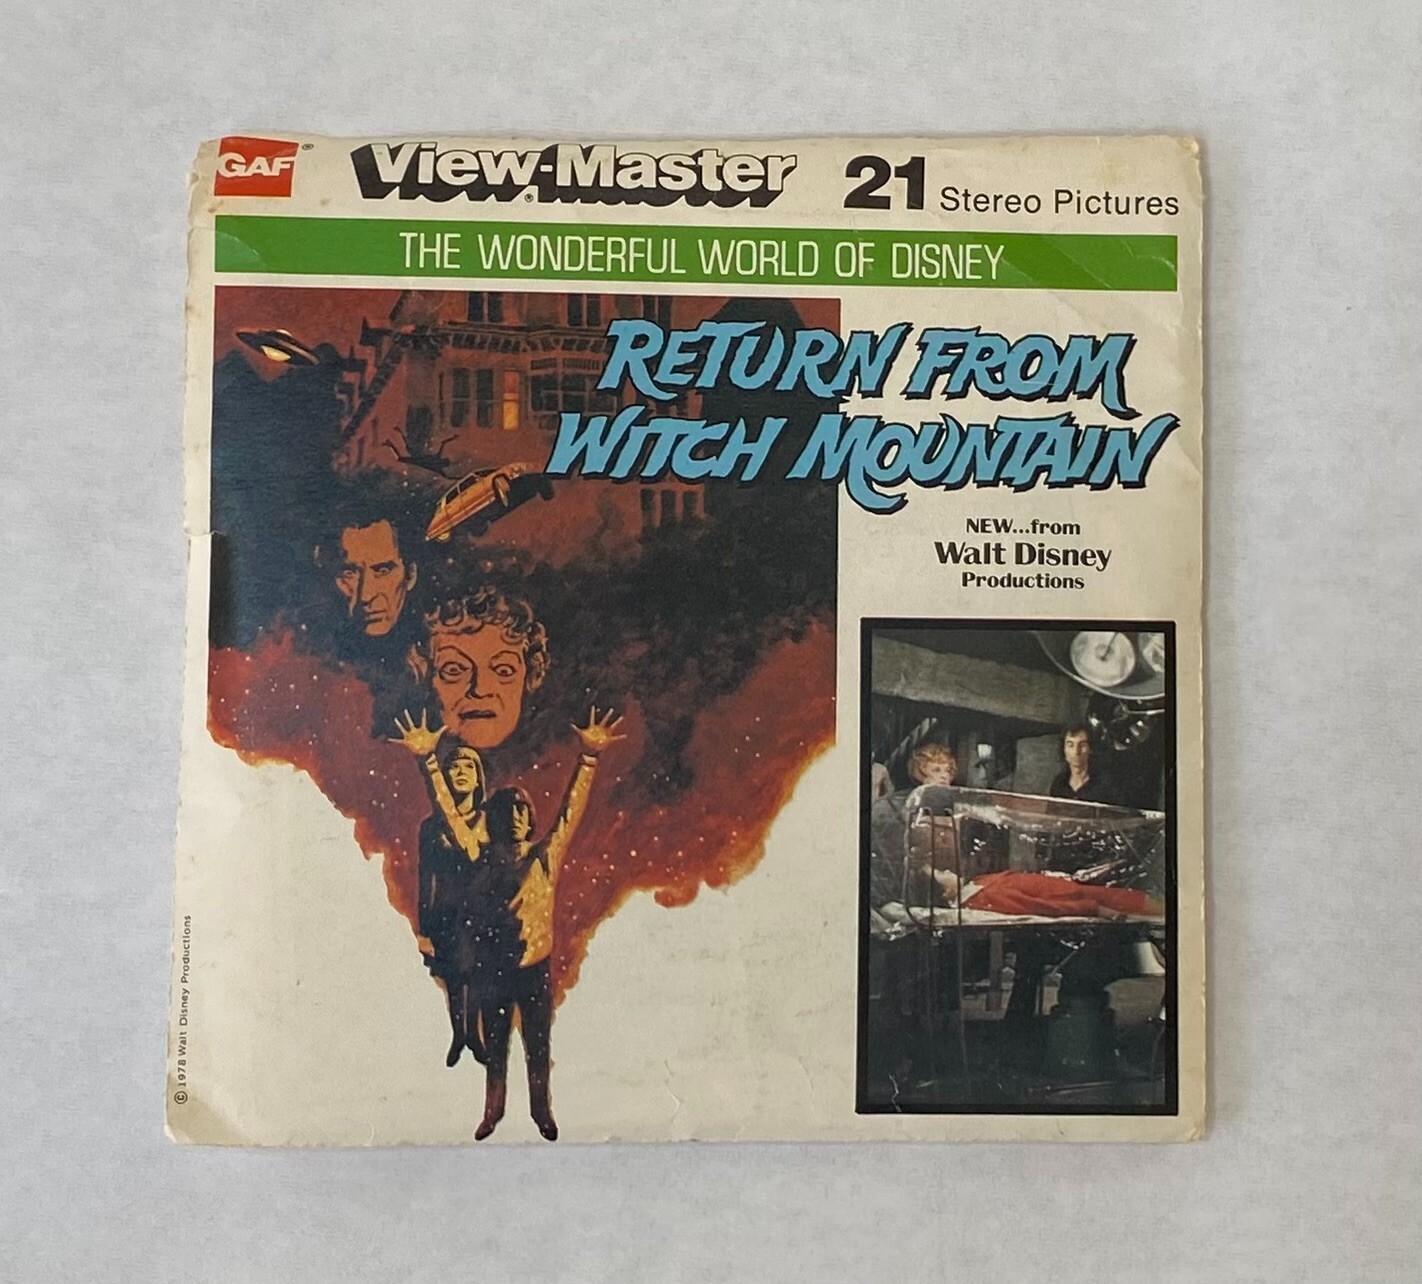 GAF®
View-Master®
21 Stereo Pictures
THE WONDERFUL WORLD OF DISNEY
RETURN FROM
WITCH MOUNTAIN
NEW...from
Walt Disney
Productions
© 1978 Walt Disney Productions